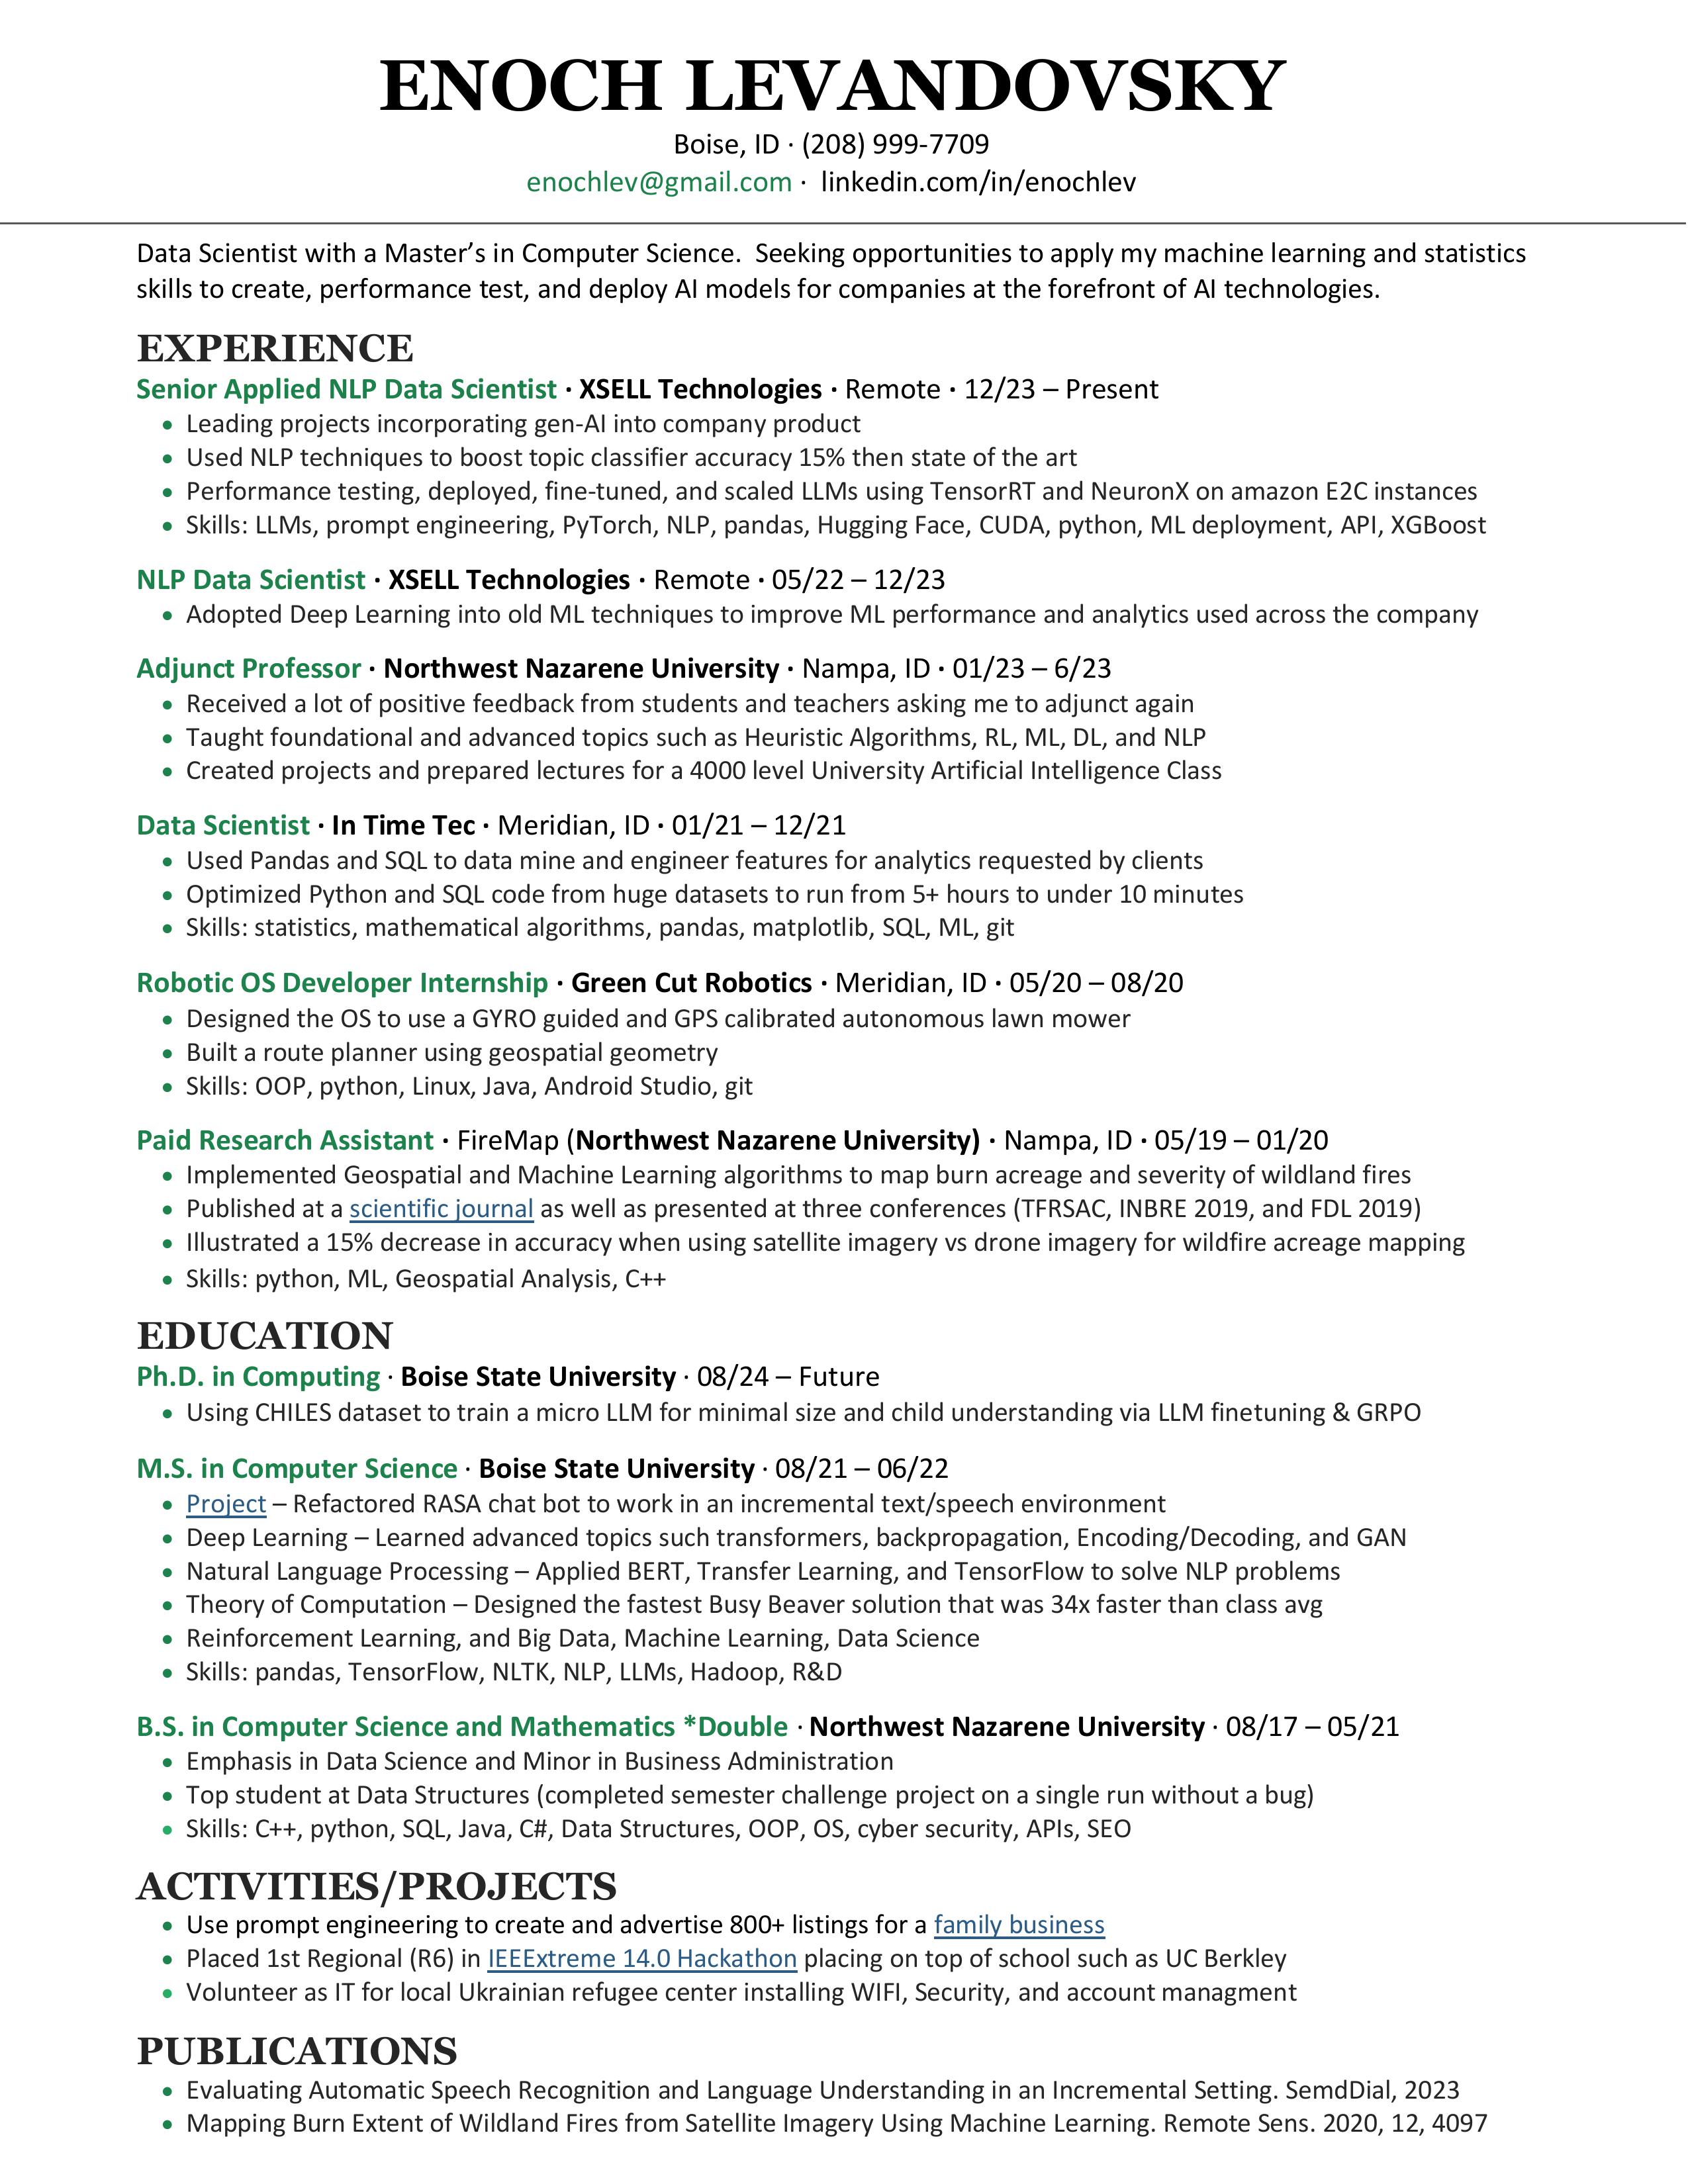 ENOCH LEVANDOVSKY
Boise, ID · (208) 999-7709
enochlev@gmail.com · linkedin.com/in/enochlev
Data Scientist with a Master’s in Computer Science.  Seeking opportunities to apply my machine learning and statistics
skills to create, performance test, and deploy AI models for companies at the forefront of AI technologies.
EXPERIENCE
Senior Applied NLP Data Scientist · XSELL Technologies · Remote · 12/23 – Present
• Leading projects incorporating gen-AI into company product
• Used NLP techniques to boost topic classifier accuracy 15% then state of the art
• Performance testing, deployed, fine-tuned, and scaled LLMs using TensorRT and NeuronX on amazon E2C instances
• Skills: LLMs, prompt engineering, PyTorch, NLP, pandas, Hugging Face, CUDA, python, ML deployment, API, XGBoost
NLP Data Scientist · XSELL Technologies · Remote · 05/22 – 12/23
• Adopted Deep Learning into old ML techniques to improve ML performance and analytics used across the company
Adjunct Professor · Northwest Nazarene University · Nampa, ID · 01/23 – 6/23
• Received a lot of positive feedback from students and teachers asking me to adjunct again
• Taught foundational and advanced topics such as Heuristic Algorithms, RL, ML, DL, and NLP
• Created projects and prepared lectures for a 4000 level University Artificial Intelligence Class
Data Scientist · In Time Tec · Meridian, ID · 01/21 – 12/21
• Used Pandas and SQL to data mine and engineer features for analytics requested by clients
• Optimized Python and SQL code from huge datasets to run from 5+ hours to under 10 minutes
• Skills: statistics, mathematical algorithms, pandas, matplotlib, SQL, ML, git
Robotic OS Developer Internship · Green Cut Robotics · Meridian, ID · 05/20 – 08/20
• Designed the OS to use a GYRO guided and GPS calibrated autonomous lawn mower
• Built a route planner using geospatial geometry
• Skills: OOP, python, Linux, Java, Android Studio, git
Paid Research Assistant · FireMap (Northwest Nazarene University) · Nampa, ID · 05/19 – 01/20
• Implemented Geospatial and Machine Learning algorithms to map burn acreage and severity of wildland fires
• Published at a scientific journal as well as presented at three conferences (TFRSAC, INBRE 2019, and FDL 2019)
• Illustrated a 15% decrease in accuracy when using satellite imagery vs drone imagery for wildfire acreage mapping
• Skills: python, ML, Geospatial Analysis, C++
EDUCATION
Ph.D. in Computing · Boise State University · 08/24 – Future
• Using CHILES dataset to train a micro LLM for minimal size and child understanding via LLM finetuning & GRPO
M.S. in Computer Science · Boise State University · 08/21 – 06/22
• Project – Refactored RASA chat bot to work in an incremental text/speech environment
• Deep Learning – Learned advanced topics such transformers, backpropagation, Encoding/Decoding, and GAN
• Natural Language Processing – Applied BERT, Transfer Learning, and TensorFlow to solve NLP problems
• Theory of Computation – Designed the fastest Busy Beaver solution that was 34x faster than class avg
• Reinforcement Learning, and Big Data, Machine Learning, Data Science
• Skills: pandas, TensorFlow, NLTK, NLP, LLMs, Hadoop, R&D
B.S. in Computer Science and Mathematics *Double · Northwest Nazarene University · 08/17 – 05/21
• Emphasis in Data Science and Minor in Business Administration
• Top student at Data Structures (completed semester challenge project on a single run without a bug)
• Skills: C++, python, SQL, Java, C#, Data Structures, OOP, OS, cyber security, APIs, SEO
ACTIVITIES/PROJECTS
• Use prompt engineering to create and advertise 800+ listings for a family business
• Placed 1st Regional (R6) in IEEExtreme 14.0 Hackathon placing on top of school such as UC Berkley
• Volunteer as IT for local Ukrainian refugee center installing WIFI, Security, and account managment
PUBLICATIONS
• Evaluating Automatic Speech Recognition and Language Understanding in an Incremental Setting. SemdDial, 2023
• Mapping Burn Extent of Wildland Fires from Satellite Imagery Using Machine Learning. Remote Sens. 2020, 12, 4097